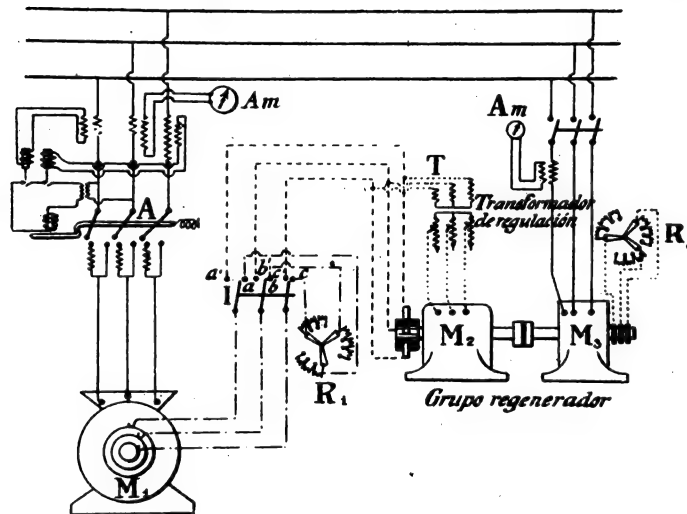 Am
Am
A
T
Transformador
de regulación
R
a' a b c b c
I
M₂
M₃
R₁
Grupo regenerador
M₁